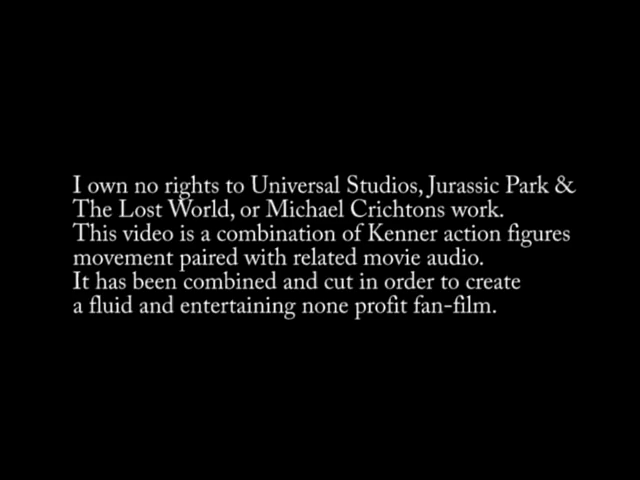 I own no rights to Universal Studios, Jurassic Park &
The Lost World, or Michael Crichtons work.
This video is a combination of Kenner action figures
movement paired with related movie audio.
It has been combined and cut in order to create
a fluid and entertaining none profit fan-film.